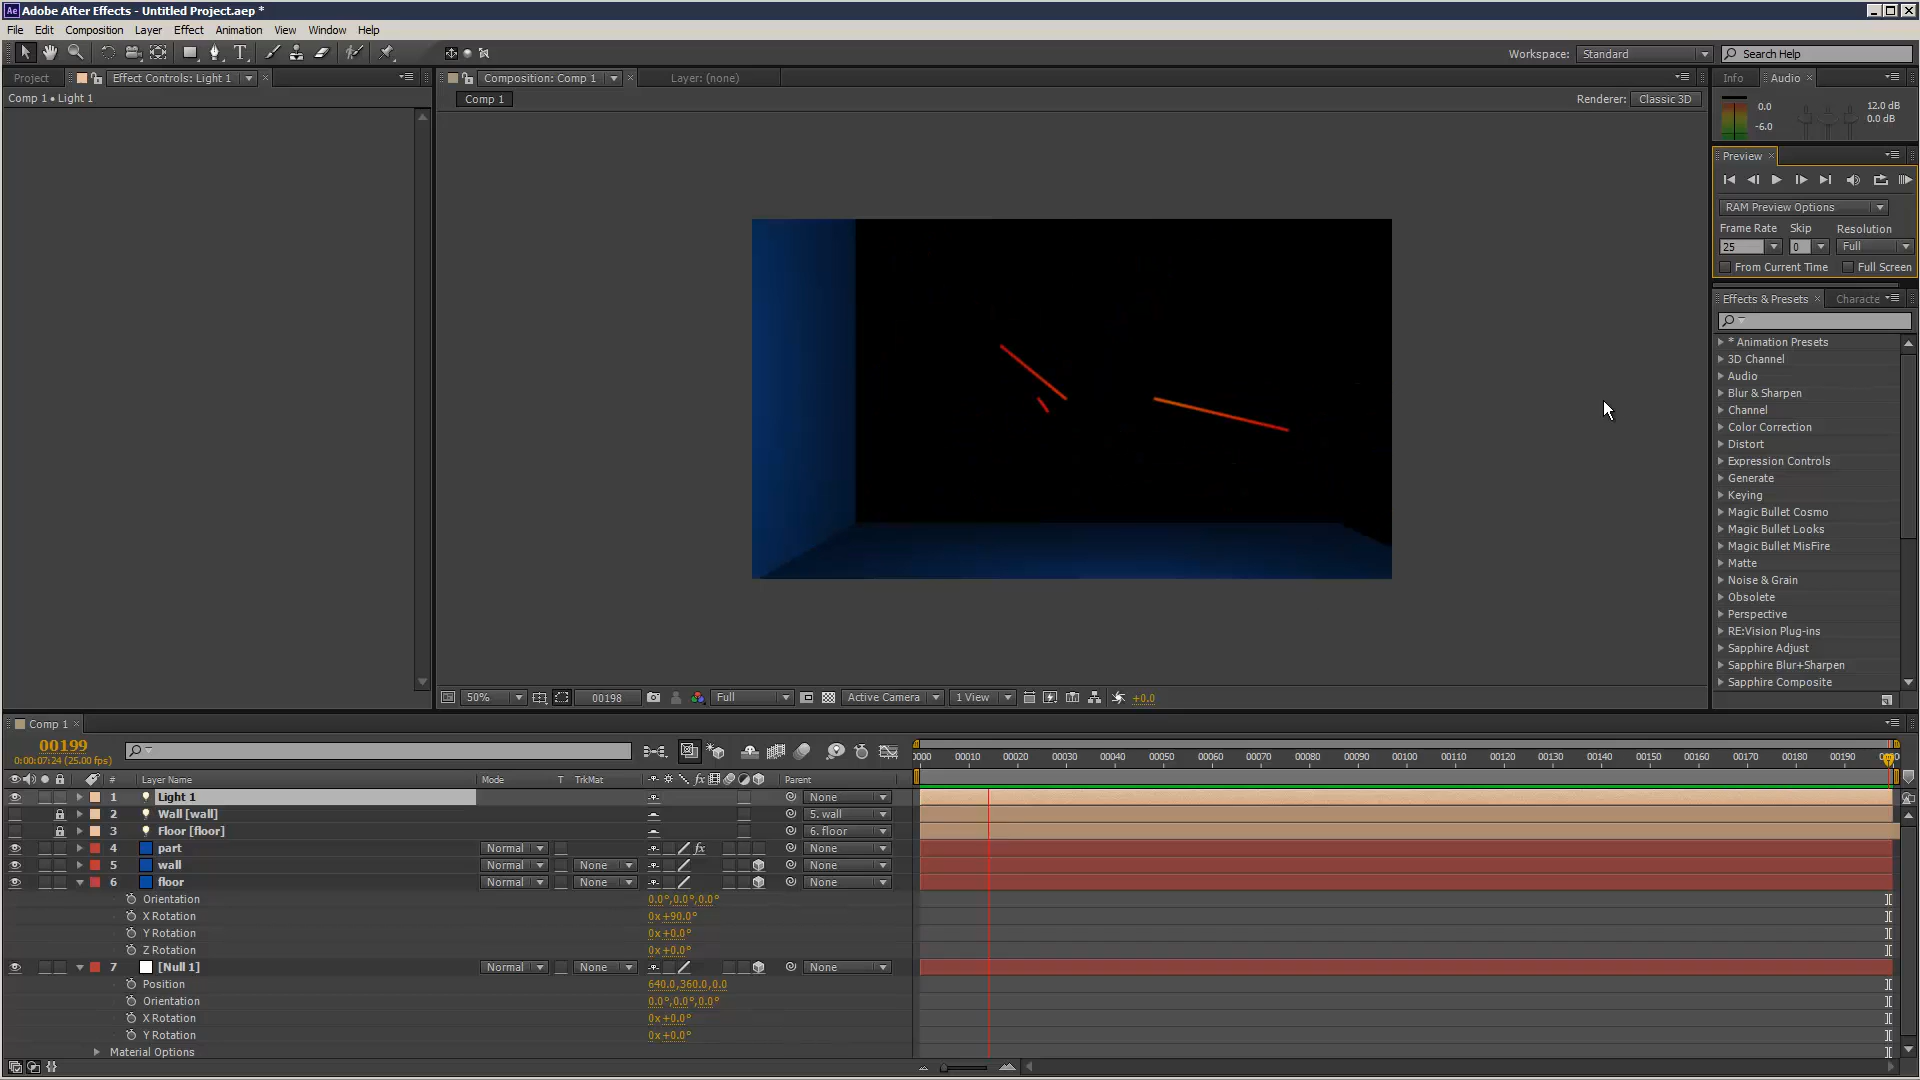 Ae Adobe After Effects - Untitled Project.aep *
File Edit Composition Layer Effect Animation View Window Help
Workspace: Standard Search Help
Project Effect Controls: Light 1 Composition: Comp 1 Layer: (none) Info Audio
Comp 1 • Light 1
Comp 1
Renderer: Classic 3D
0.0
-6.0
12.0 dB
0.0 dB
Preview
RAM Preview Options
Frame Rate Skip Resolution
25 0 Full
From Current Time Full Screen
Effects & Presets Characte
* Animation Presets
3D Channel
Audio
Blur & Sharpen
Channel
Color Correction
Distort
Expression Controls
Generate
Keying
Magic Bullet Cosmo
Magic Bullet Looks
Magic Bullet MisFire
Matte
Noise & Grain
Obsolete
Perspective
RE:Vision Plug-ins
Sapphire Adjust
Sapphire Blur+Sharpen
Sapphire Composite
50% 00198 Full Active Camera 1 View +0.0
Comp 1
00199
0:00:07:24 (25.00 fps)
0000 00010 00020 00030 00040 00050 00060 00070 00080 00090 00100 00110 00120 00130 00140 00150 00160 00170 00180 00190
# Layer Name Mode T TrkMat fx Parent
1 Light 1 None
2 Wall [wall] 5. wall
3 Floor [floor] 6. floor
4 part Normal fx None
5 wall Normal None None
6 floor Normal None None
Orientation 0.0°,0.0°,0.0°
X Rotation 0x+90.0°
Y Rotation 0x+0.0°
Z Rotation 0x+0.0°
7 [Null 1] Normal None None
Position 640.0,360.0,0.0
Orientation 0.0°,0.0°,0.0°
X Rotation 0x+0.0°
Y Rotation 0x+0.0°
Material Options